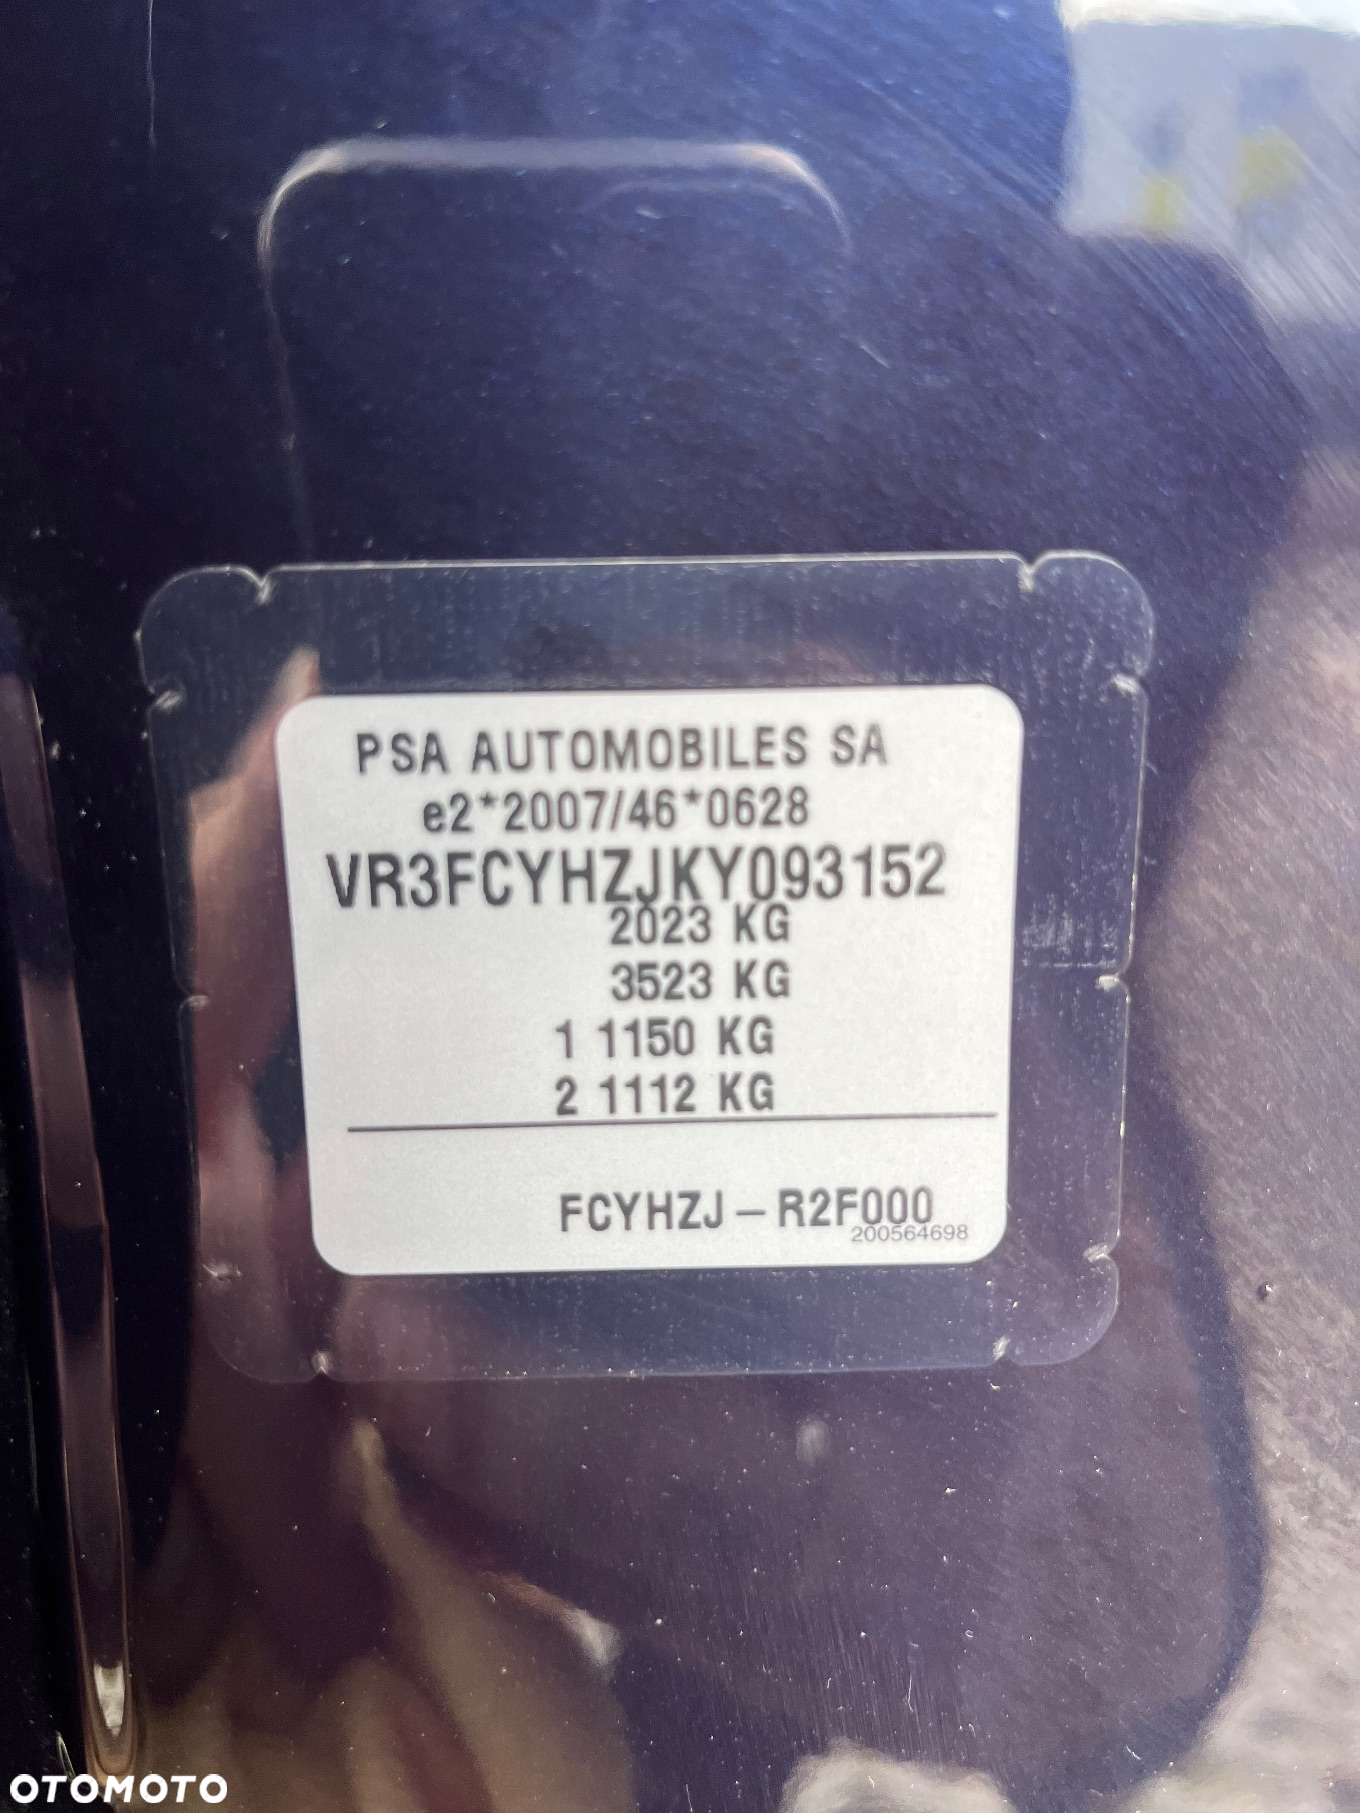 PSA AUTOMOBILES SA
e2*2007/46*0628
VR3FCYHZJKY093152
2023 KG
3523 KG
1 1150 KG
2 1112 KG
FCYHZJ – R2F000
200564698
OTOMOTO